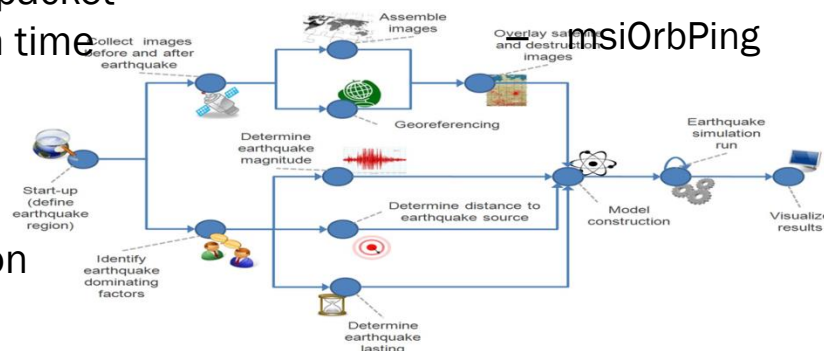 packet
time
– msiOrbPing
on
Collect images
before and after
earthquake
Assemble
images
Overlay satellite
and destruction
images
Georeferencing
Determine
earthquake
magnitude
Earthquake
simulation
run
Start-up
(define
earthquake
region)
Determine distance to
earthquake source
Model
construction
Visualize
results
Identify
earthquake
dominating
factors
Determine
earthquake
lasting